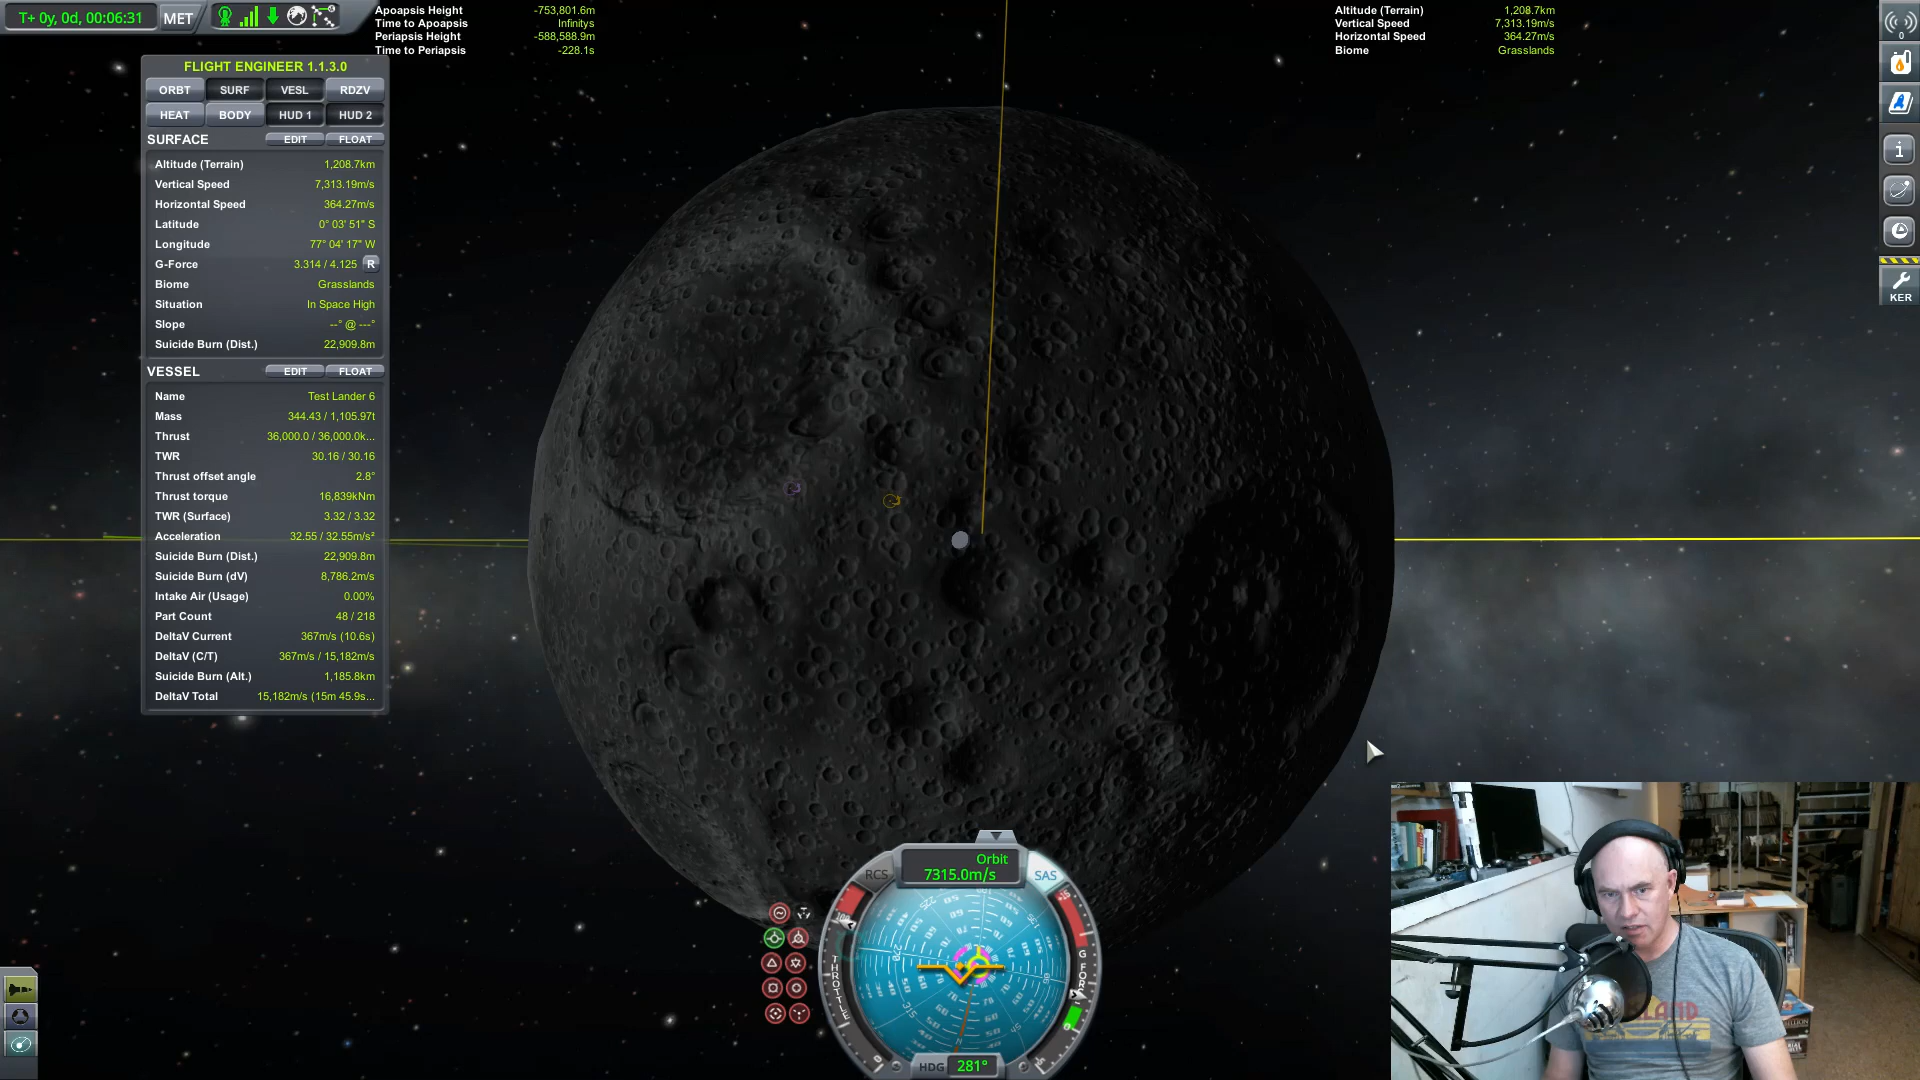 T+ 0y, 0d, 00:06:31 MET
Apoapsis Height -753,801.6m
Time to Apoapsis Infinitys
Periapsis Height -588,588.9m
Time to Periapsis -228.1s
Altitude (Terrain) 1,208.7km
Vertical Speed 7,313.19m/s
Horizontal Speed 364.27m/s
Biome Grasslands
0
FLIGHT ENGINEER 1.1.3.0
ORBT SURF VESL RDZV
HEAT BODY HUD 1 HUD 2
SURFACE EDIT FLOAT
Altitude (Terrain) 1,208.7km
Vertical Speed 7,313.19m/s
Horizontal Speed 364.27m/s
Latitude 0° 03' 51" S
Longitude 77° 04' 17" W
G-Force 3.314 / 4.125 R
Biome Grasslands
Situation In Space High
Slope --° @ ---°
Suicide Burn (Dist.) 22,909.8m
VESSEL EDIT FLOAT
Name Test Lander 6
Mass 344.43 / 1,105.97t
Thrust 36,000.0 / 36,000.0k...
TWR 30.16 / 30.16
Thrust offset angle 2.8°
Thrust torque 16,839kNm
TWR (Surface) 3.32 / 3.32
Acceleration 32.55 / 32.55m/s²
Suicide Burn (Dist.) 22,909.8m
Suicide Burn (dV) 8,786.2m/s
Intake Air (Usage) 0.00%
Part Count 48 / 218
DeltaV Current 367m/s (10.6s)
DeltaV (C/T) 367m/s / 15,182m/s
Suicide Burn (Alt.) 1,185.8km
DeltaV Total 15,182m/s (15m 45.9s...
KER
Orbit
7315.0m/s
RCS SAS
THROTTLE
G FORCE
HDG 281°